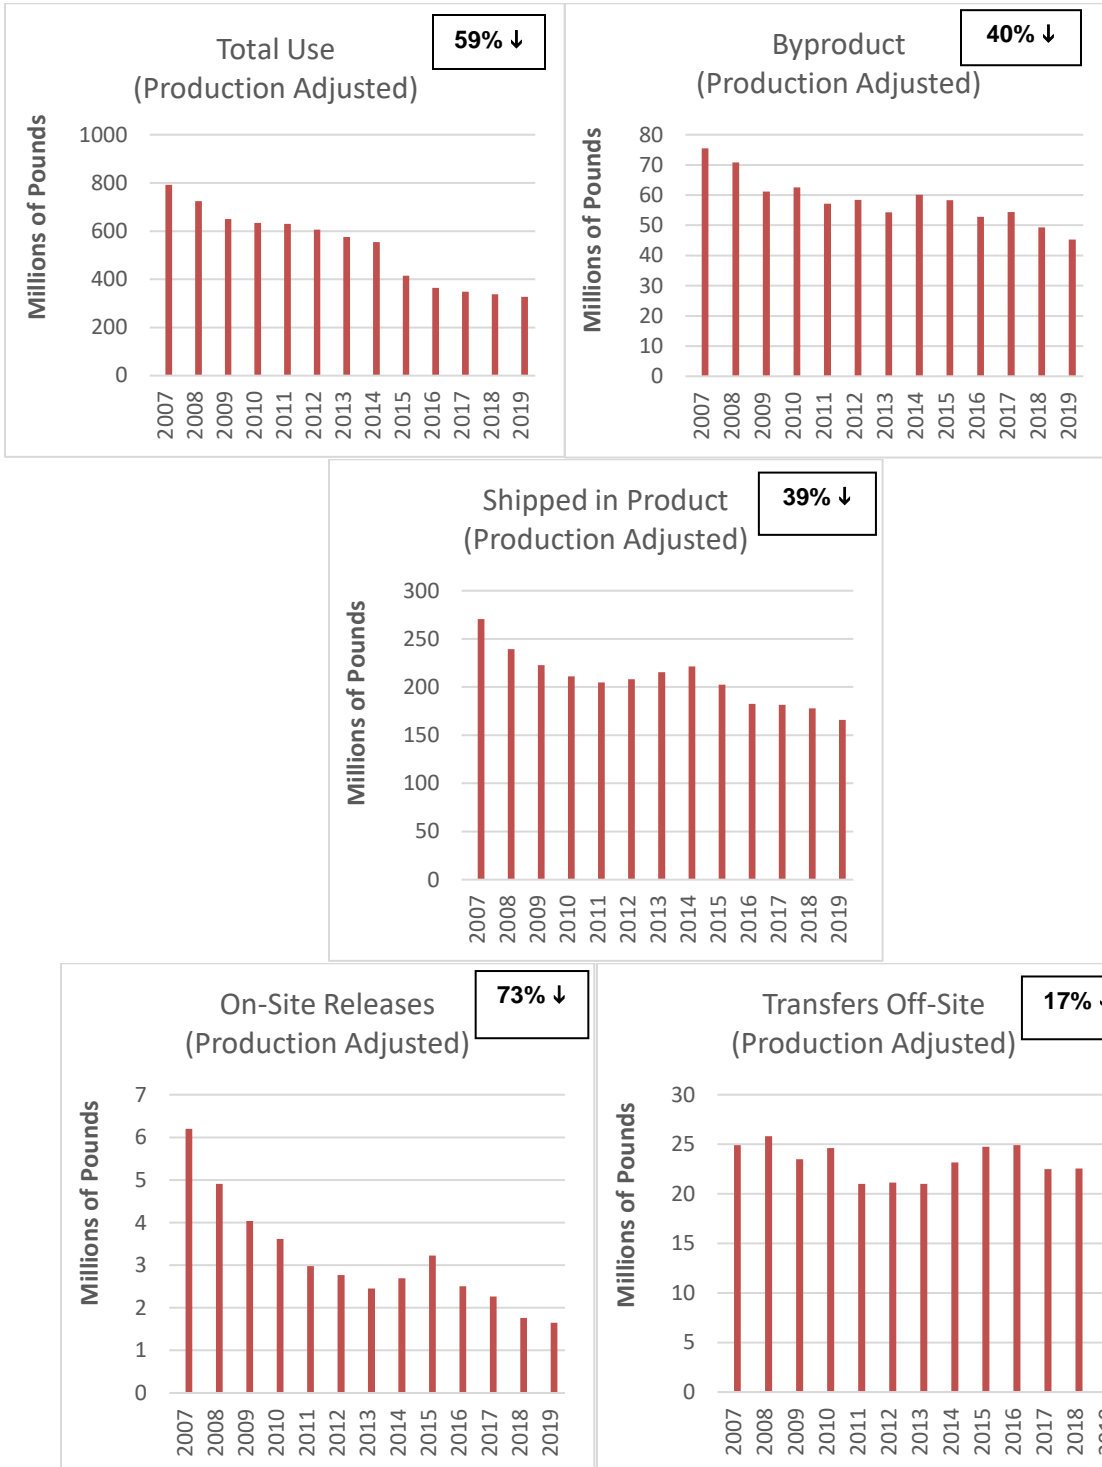 Total Use
(Production Adjusted)
59% ↓
Millions of Pounds
1000
800
600
400
200
0
2007 2008 2009 2010 2011 2012 2013 2014 2015 2016 2017 2018 2019
Byproduct
(Production Adjusted)
40% ↓
Millions of Pounds
80
70
60
50
40
30
20
10
0
2007 2008 2009 2010 2011 2012 2013 2014 2015 2016 2017 2018 2019
Shipped in Product
(Production Adjusted)
39% ↓
Millions of Pounds
300
250
200
150
100
50
0
2007 2008 2009 2010 2011 2012 2013 2014 2015 2016 2017 2018 2019
On-Site Releases
(Production Adjusted)
73% ↓
Millions of Pounds
7
6
5
4
3
2
1
0
2007 2008 2009 2010 2011 2012 2013 2014 2015 2016 2017 2018 2019
Transfers Off-Site
(Production Adjusted)
17%
Millions of Pounds
30
25
20
15
10
5
0
2007 2008 2009 2010 2011 2012 2013 2014 2015 2016 2017 2018